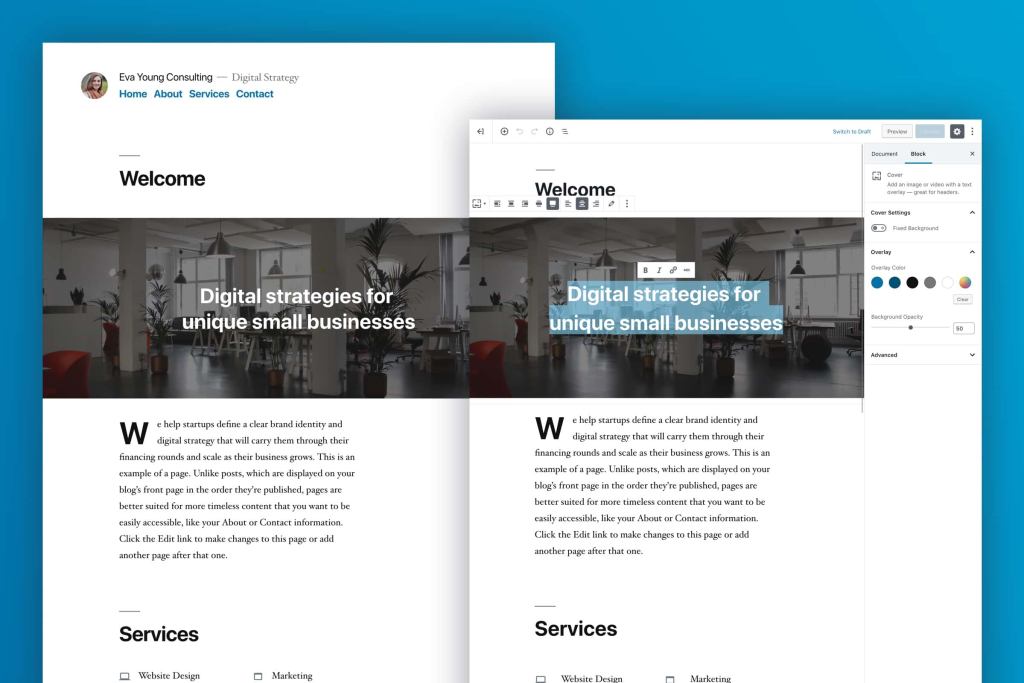 Eva Young Consulting — Digital Strategy
Home About Services Contact
Welcome
Digital strategies for
unique small businesses
We help startups define a clear brand identity and
digital strategy that will carry them through their
financing rounds and scale as their business grows. This is an
example of a page. Unlike posts, which are displayed on your
blog's front page in the order they're published, pages are
better suited for more timeless content that you want to be
easily accessible, like your About or Contact information.
Click the Edit link to make changes to this page or add
another page after that one.
Services
Website Design
Marketing
Switch to Draft
Preview
Welcome
B I
Digital strategies for
unique small businesses
We help startups define a clear brand identity and
digital strategy that will carry them through their
financing rounds and scale as their business grows. This is an
example of a page. Unlike posts, which are displayed on your
blog's front page in the order they're published, pages are
better suited for more timeless content that you want to be
easily accessible, like your About or Contact information.
Click the Edit link to make changes to this page or add
another page after that one.
Services
Website Design
Marketing
Document Block
Cover
Add an image or video with a text
overlay — great for headers.
Cover Settings
Fixed Background
Overlay
Overlay Color
Clear
Background Opacity
50
Advanced